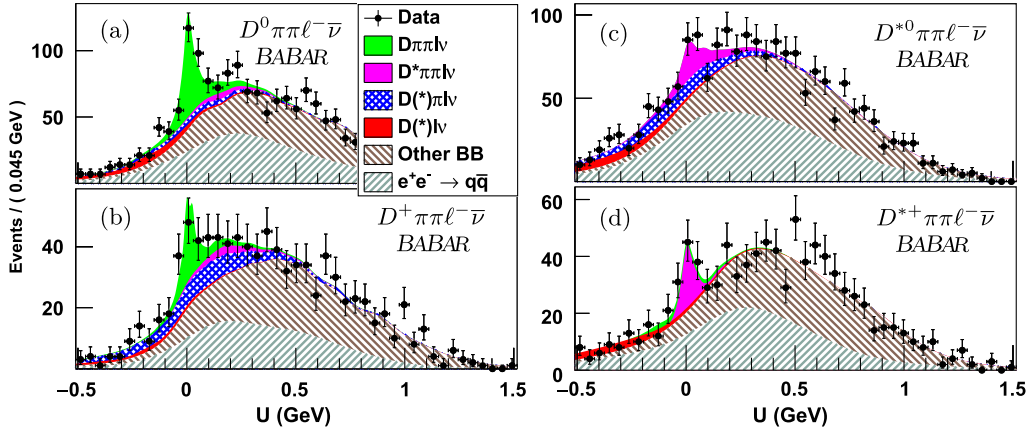 Events / ( 0.045 GeV )
(a)
D⁰ππℓ⁻ν̅
BABAR
100
50
Data
Dππlν
D*ππlν
D(*)πlν
D(*)lν
Other BB
e⁺e⁻ → qq̅
(b)
D⁺ππℓ⁻ν̅
BABAR
40
20
−0.5 0 0.5 1 1.5
U (GeV)
(c)
D*⁰ππℓ⁻ν̅
BABAR
100
50
(d)
D*⁺ππℓ⁻ν̅
BABAR
60
40
20
0
−0.5 0 0.5 1 1.5
U (GeV)